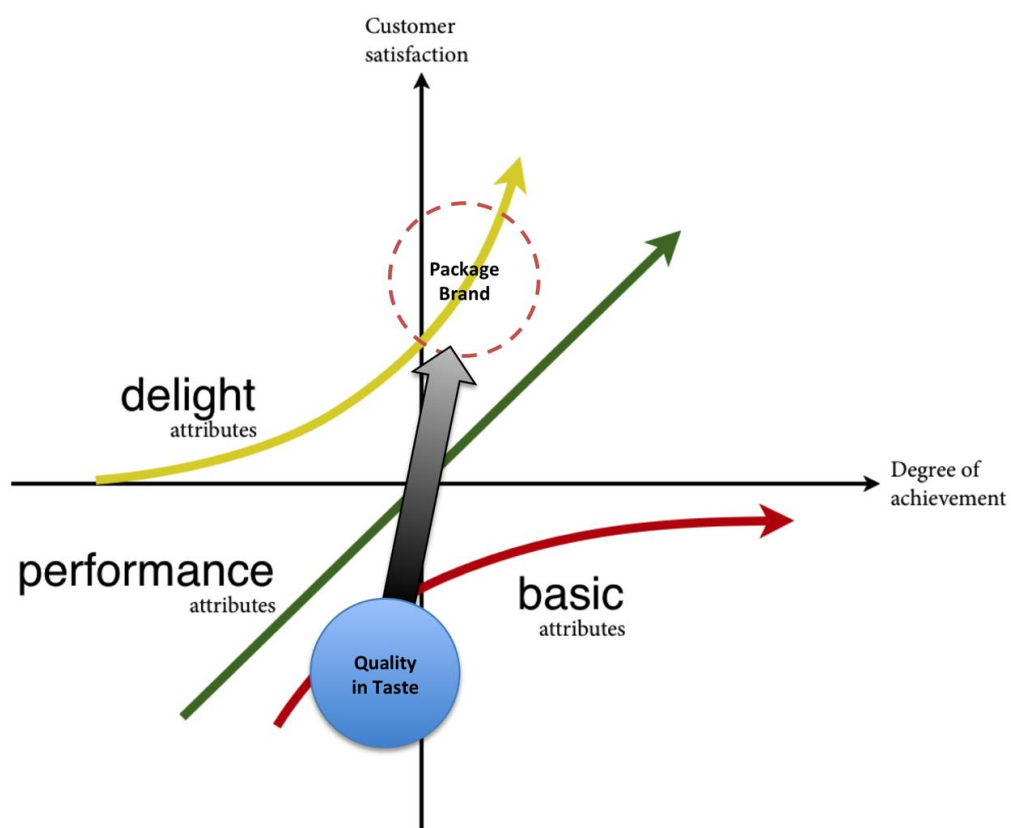 Customer
satisfaction
Package
Brand
delight
attributes
Degree of
achievement
performance
attributes
basic
attributes
Quality
in Taste